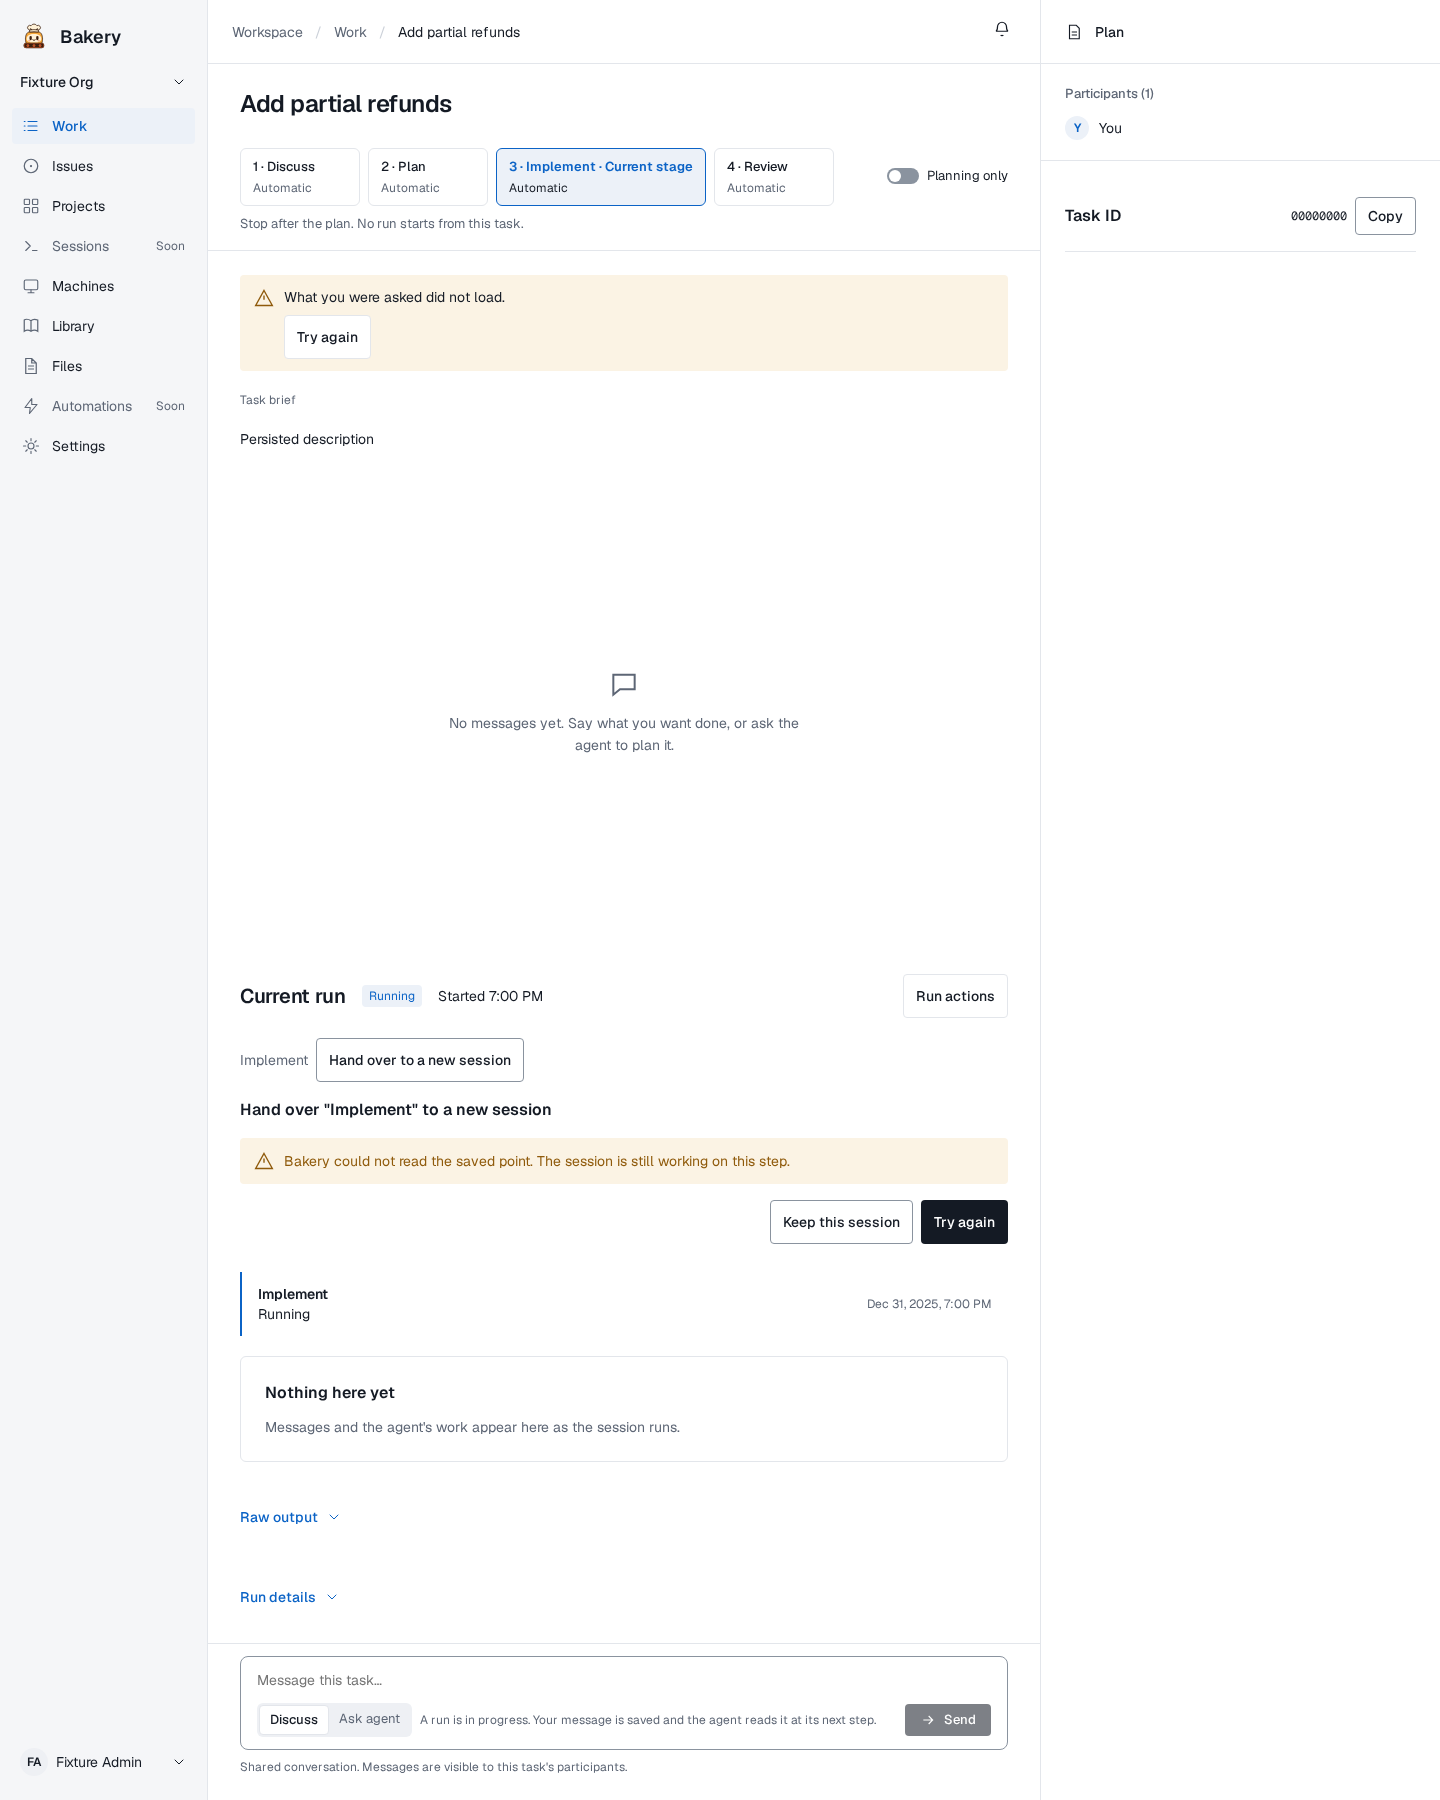 Bakery
Fixture Org
Work
Issues
Projects
Sessions Soon
Machines
Library
Files
Automations Soon
Settings
FA Fixture Admin
Workspace / Work / Add partial refunds
Add partial refunds
1 · Discuss
Automatic
2 · Plan
Automatic
3 · Implement · Current stage
Automatic
4 · Review
Automatic
Planning only
Stop after the plan. No run starts from this task.
What you were asked did not load.
Try again
Task brief
Persisted description
No messages yet. Say what you want done, or ask the
agent to plan it.
Current run Running Started 7:00 PM Run actions
Implement Hand over to a new session
Hand over "Implement" to a new session
Bakery could not read the saved point. The session is still working on this step.
Keep this session Try again
Implement
Running
Dec 31, 2025, 7:00 PM
Nothing here yet
Messages and the agent's work appear here as the session runs.
Raw output
Run details
Message this task...
Discuss Ask agent A run is in progress. Your message is saved and the agent reads it at its next step. Send
Shared conversation. Messages are visible to this task's participants.
Plan
Participants (1)
Y You
Task ID 00000000 Copy